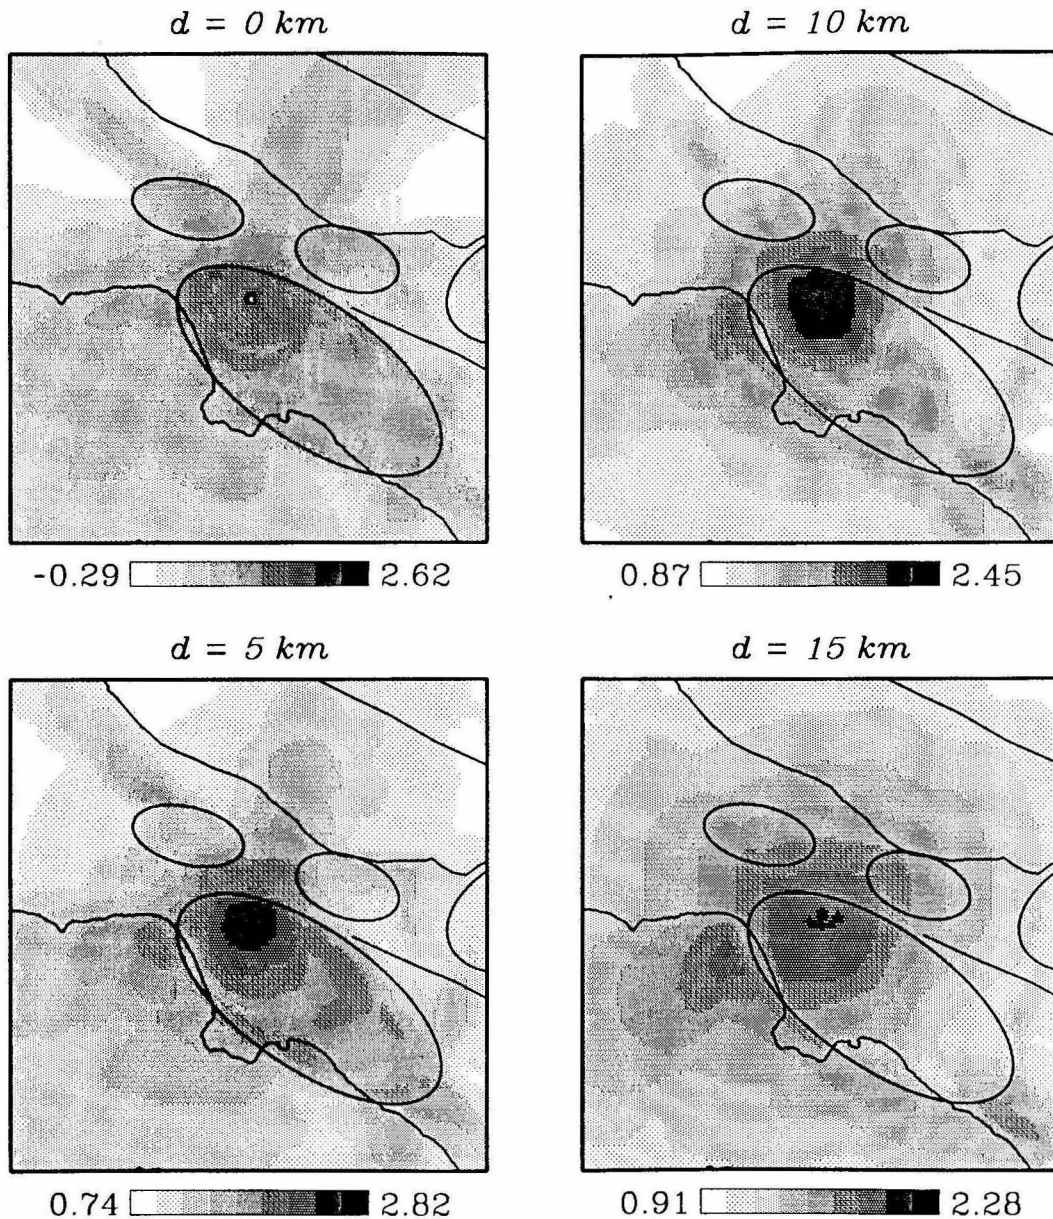 d = 0 km
d = 10 km
-0.29 2.62
0.87 2.45
d = 5 km
d = 15 km
0.74 2.82
0.91 2.28